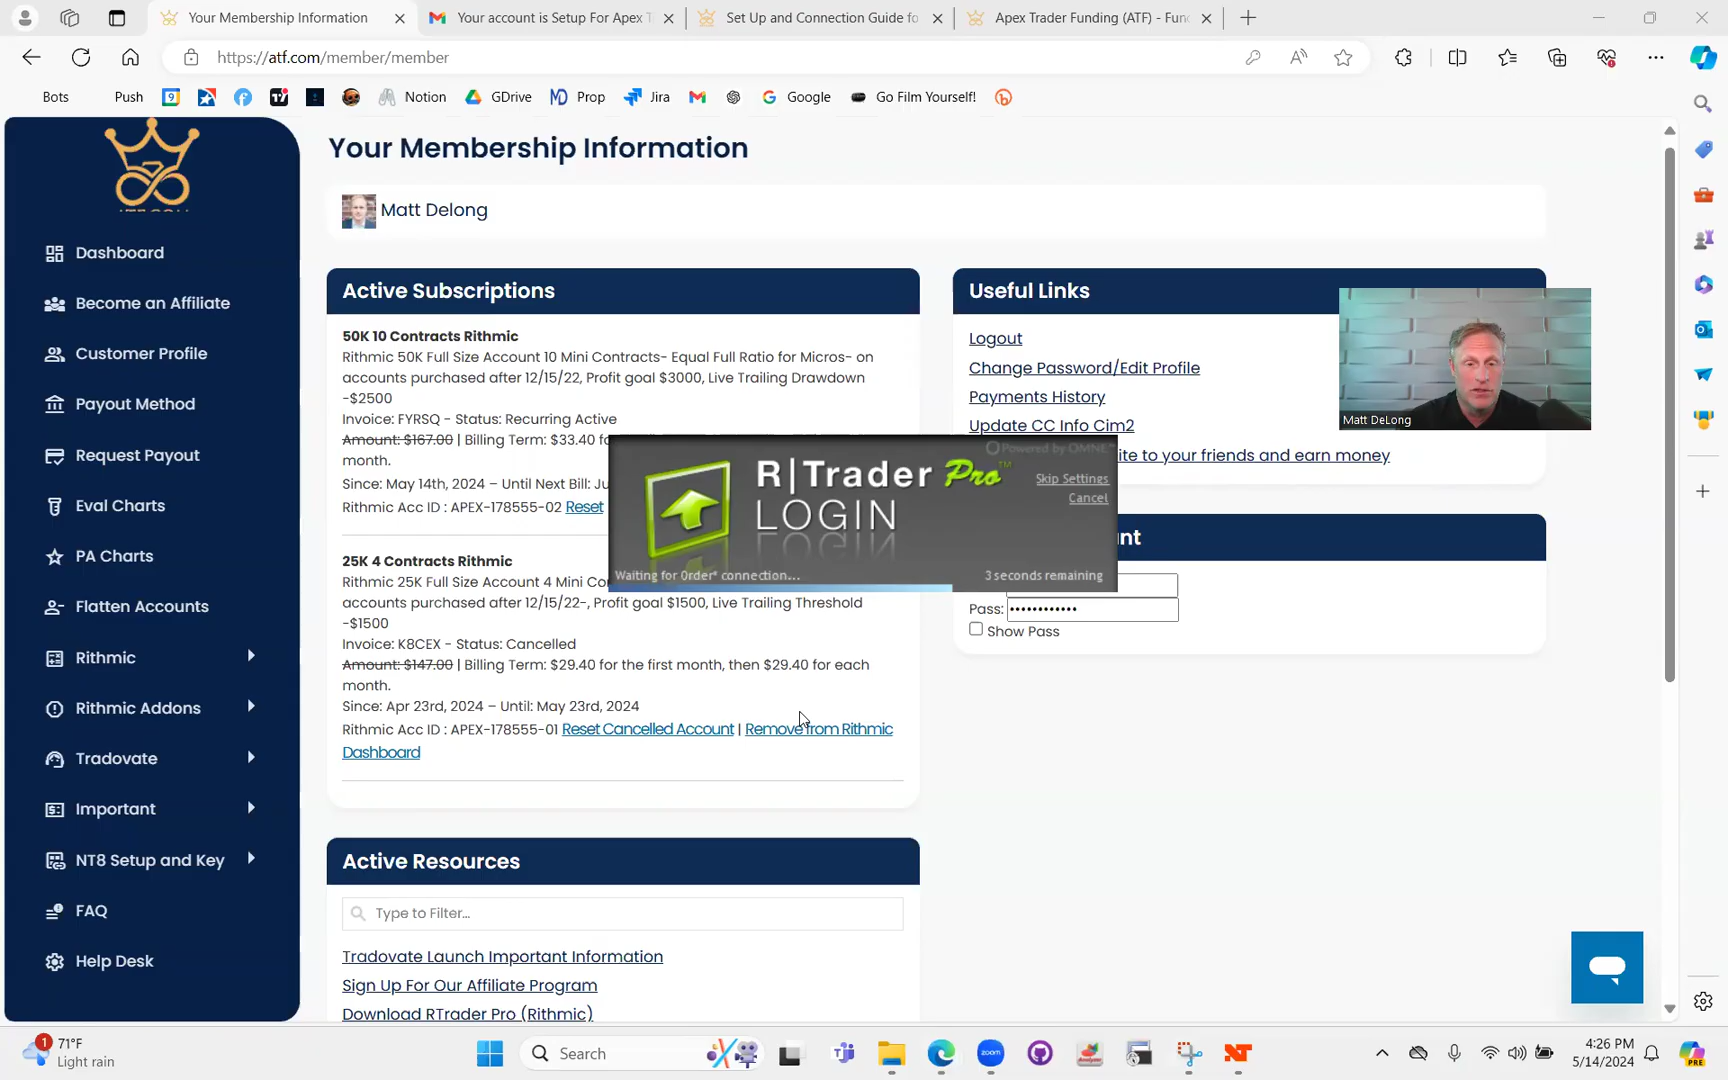 Your Membership Information
Your account is Setup For Apex T
Set Up and Connection Guide fo
Apex Trader Funding (ATF) - Fun
https://atf.com/member/member
Bots
Push
Notion
GDrive
Prop
Jira
Google
Go Film Yourself!
Your Membership Information
Matt Delong
Dashboard
Become an Affiliate
Customer Profile
Payout Method
Request Payout
Eval Charts
PA Charts
Flatten Accounts
Rithmic
Rithmic Addons
Tradovate
Important
NT8 Setup and Key
FAQ
Help Desk
Active Subscriptions
50K 10 Contracts Rithmic
Rithmic 50K Full Size Account 10 Mini Contracts- Equal Full Ratio for Micros- on
accounts purchased after 12/15/22, Profit goal $3000, Live Trailing Drawdown
-$2500
Invoice: FYRSQ - Status: Recurring Active
Amount: $167.00 | Billing Term: $33.40 fo
month.
Since: May 14th, 2024 – Until Next Bill: Ju
Rithmic Acc ID : APEX-178555-02 Reset
25K 4 Contracts Rithmic
Rithmic 25K Full Size Account 4 Mini Co
accounts purchased after 12/15/22-, Profit goal $1500, Live Trailing Threshold
-$1500
Invoice: K8CEX - Status: Cancelled
Amount: $147.00 | Billing Term: $29.40 for the first month, then $29.40 for each
month.
Since: Apr 23rd, 2024 – Until: May 23rd, 2024
Rithmic Acc ID : APEX-178555-01 Reset Cancelled Account | Remove from Rithmic
Dashboard
Active Resources
Type to Filter...
Tradovate Launch Important Information
Sign Up For Our Affiliate Program
Download RTrader Pro (Rithmic)
Useful Links
Logout
Change Password/Edit Profile
Payments History
Update CC Info Cim2
ite to your friends and earn money
nt
Pass: ••••••••••••
Show Pass
Matt DeLong
Powered by OMNE
R|Trader Pro™
LOGIN
Skip Settings
Cancel
Waiting for Order* connection...
3 seconds remaining
1
71°F
Light rain
Search
zoom
NT
4:26 PM
5/14/2024
PRE